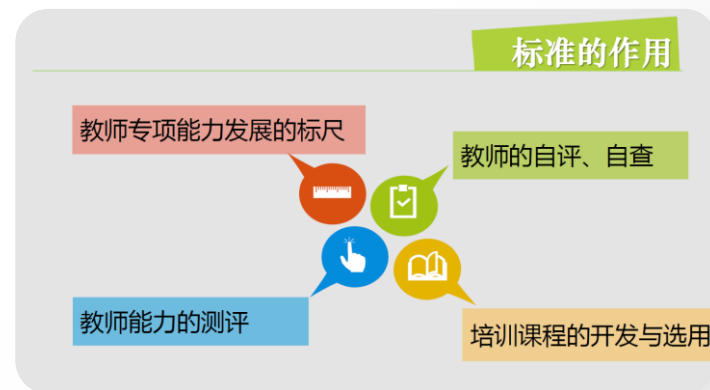 标准的作用
教师专项能力发展的标尺
教师的自评、自查
教师能力的测评
培训课程的开发与选用